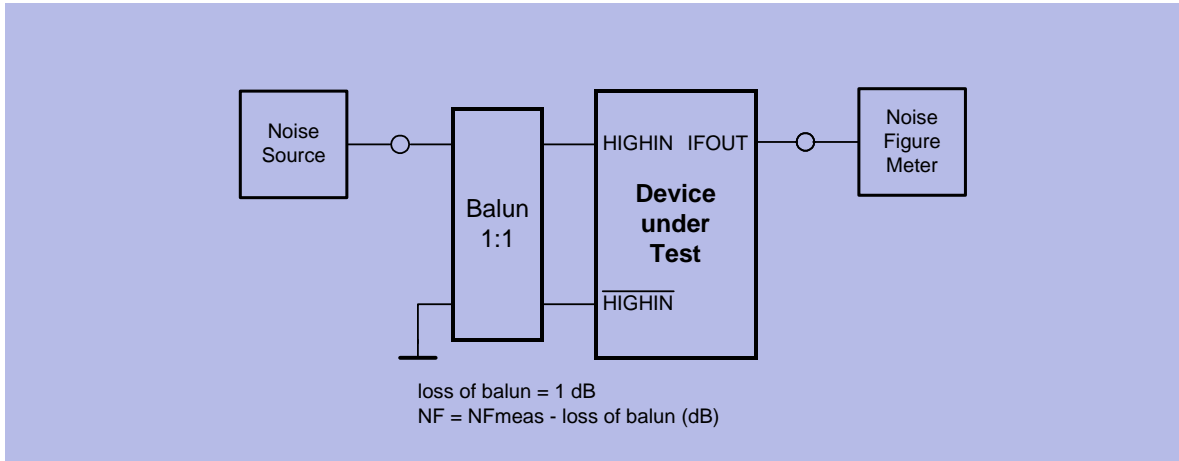 Noise
Source
Balun
1:1
HIGHIN IFOUT
Device
under
Test
HIGHIN
Noise
Figure
Meter
loss of balun = 1 dB
NF = NFmeas - loss of balun (dB)